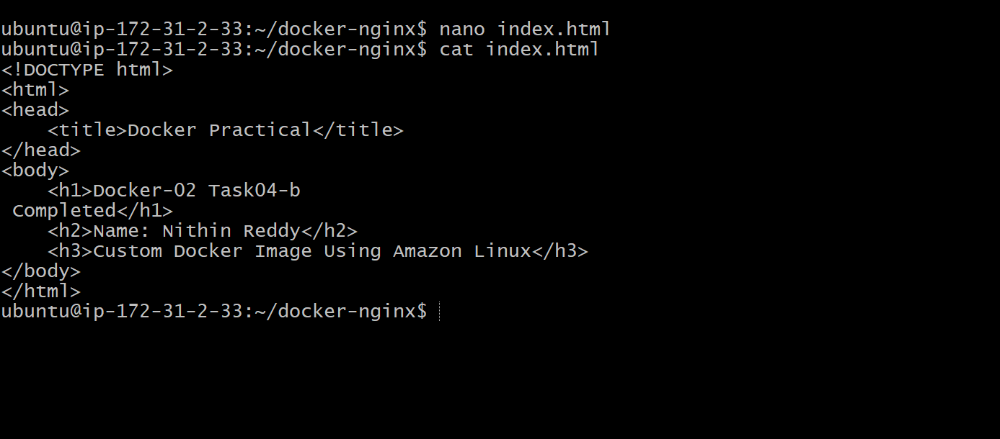 ubuntu@ip-172-31-2-33:~/docker-nginx$ nano index.html
ubuntu@ip-172-31-2-33:~/docker-nginx$ cat index.html
<!DOCTYPE html>
<html>
<head>
    <title>Docker Practical</title>
</head>
<body>
    <h1>Docker-02 Task04-b
 Completed</h1>
    <h2>Name: Nithin Reddy</h2>
    <h3>Custom Docker Image Using Amazon Linux</h3>
</body>
</html>
ubuntu@ip-172-31-2-33:~/docker-nginx$